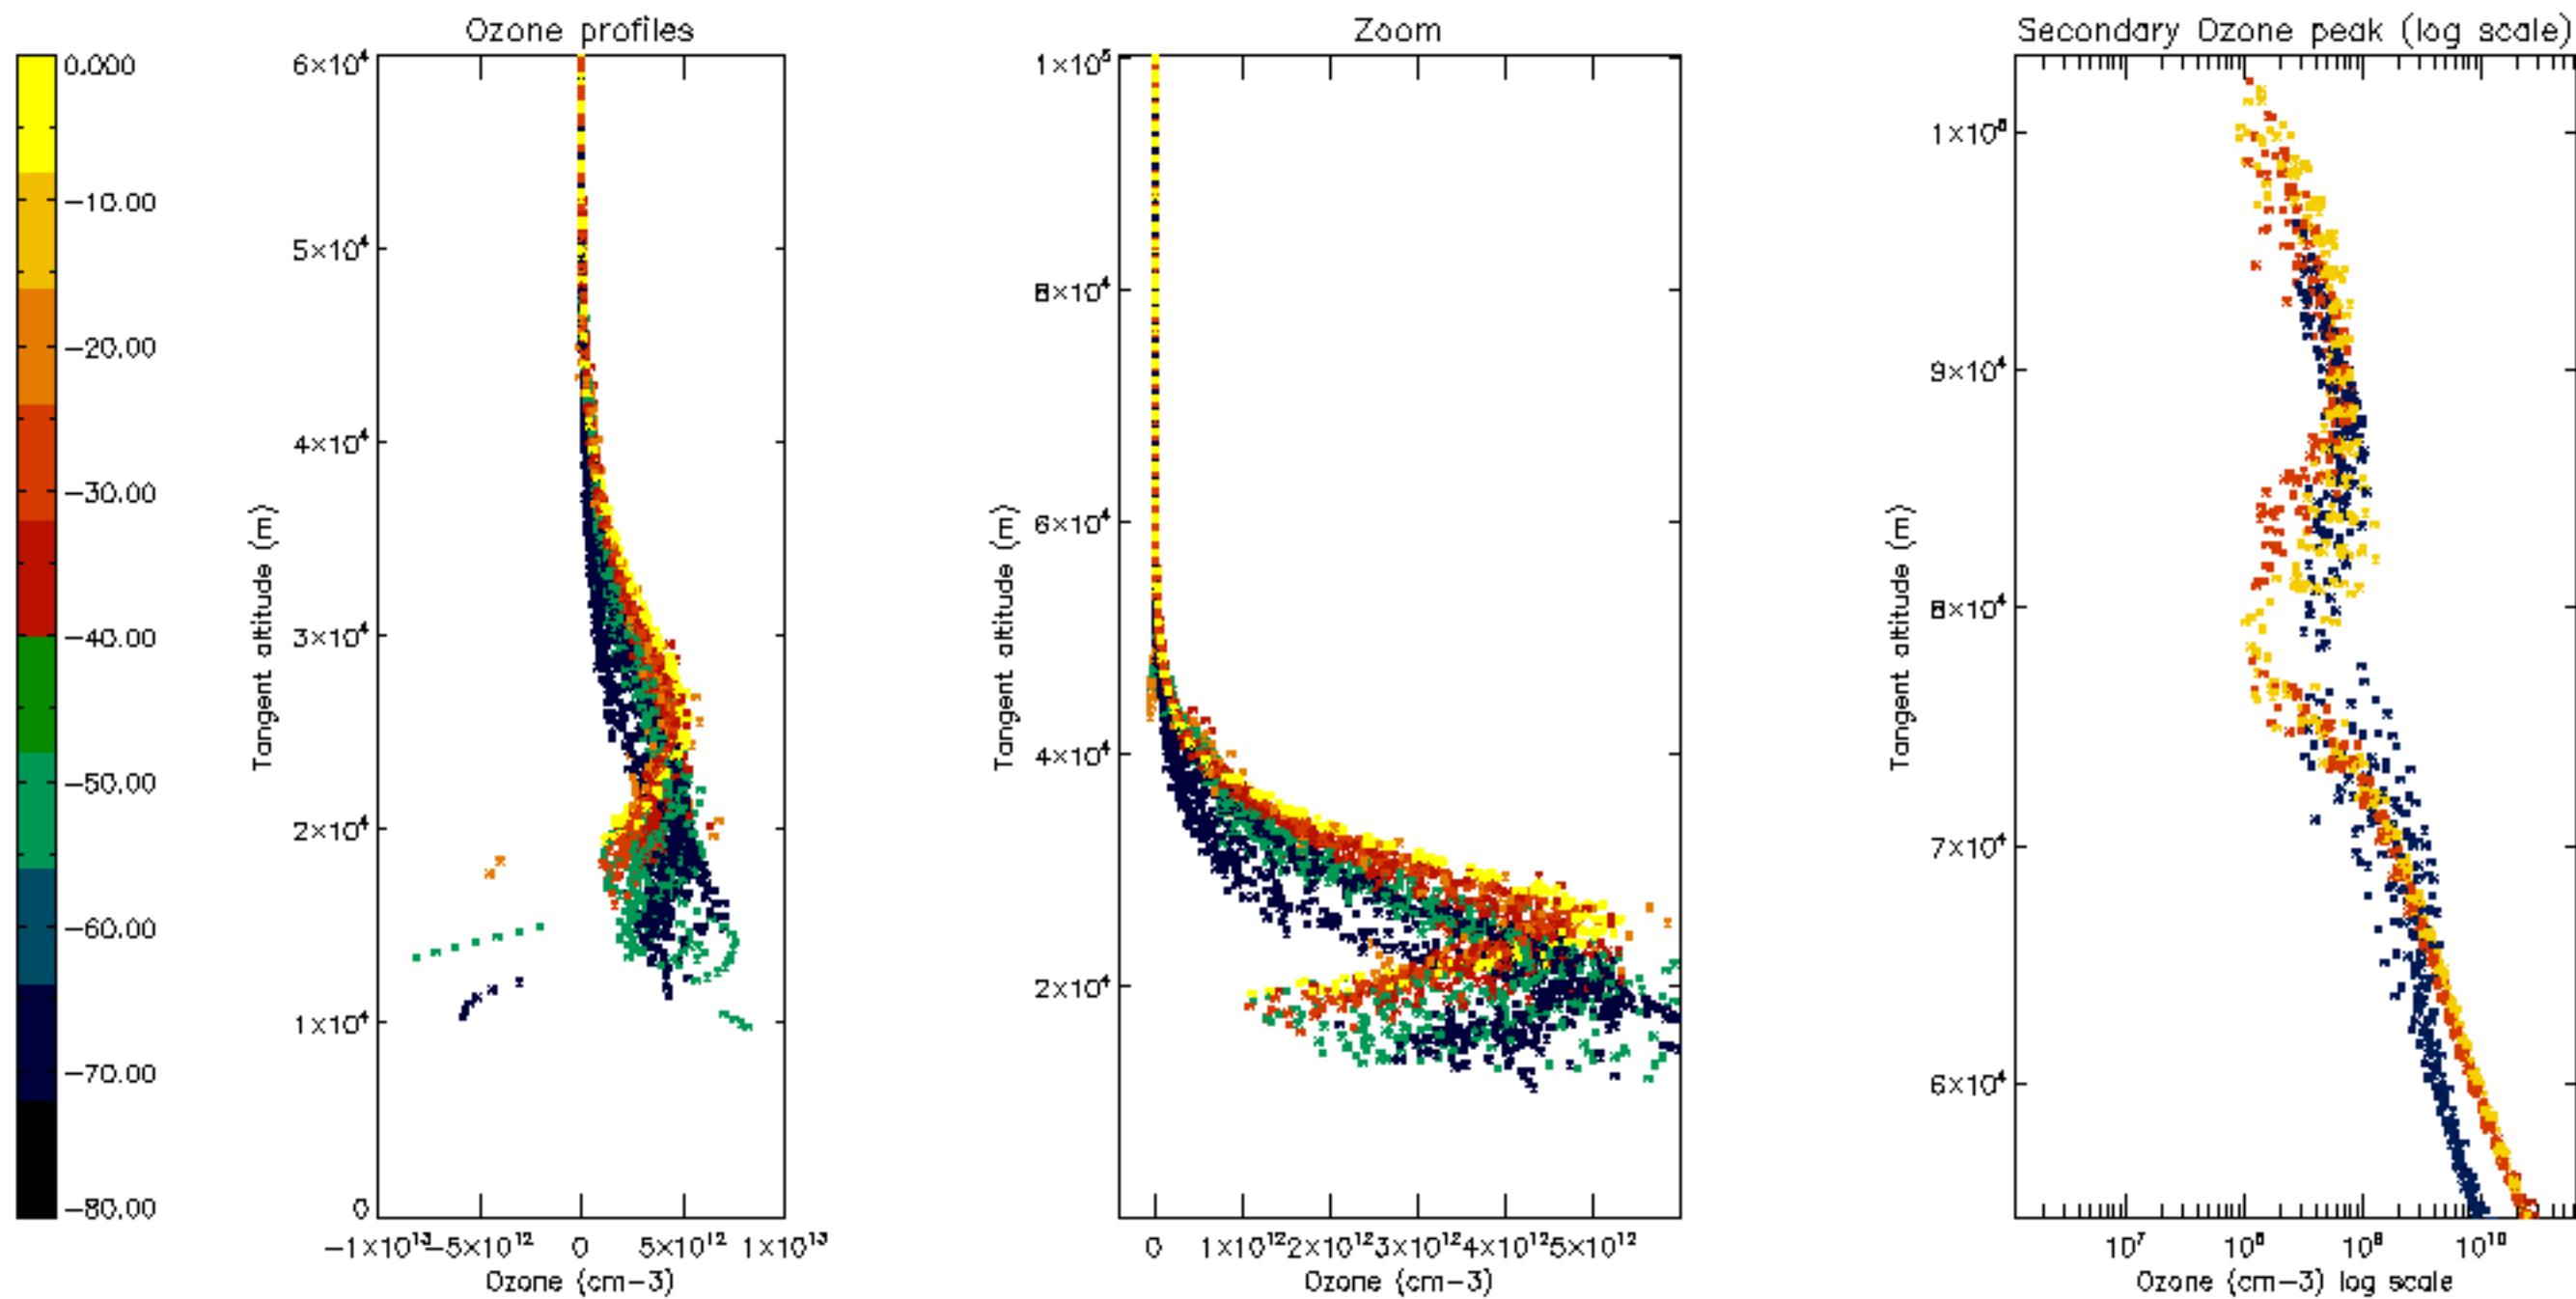 Ozone profiles
Zoom
Secondary Ozone peak (log scale)
0.000
−10.00
−20.00
−30.00
−40.00
−50.00
−60.00
−70.00
−80.00
6×10⁴
5×10⁴
4×10⁴
3×10⁴
2×10⁴
1×10⁴
0
Tangent altitude (m)
−1×10¹³ −5×10¹² 0 5×10¹² 1×10¹³
Ozone (cm−3)
1×10⁵
8×10⁴
6×10⁴
4×10⁴
2×10⁴
Tangent altitude (m)
0 1×10¹² 2×10¹² 3×10¹² 4×10¹² 5×10¹²
Ozone (cm−3)
1×10⁵
9×10⁴
8×10⁴
7×10⁴
6×10⁴
Tangent altitude (m)
10⁷ 10⁸ 10⁹ 10¹⁰
Ozone (cm−3) log scale